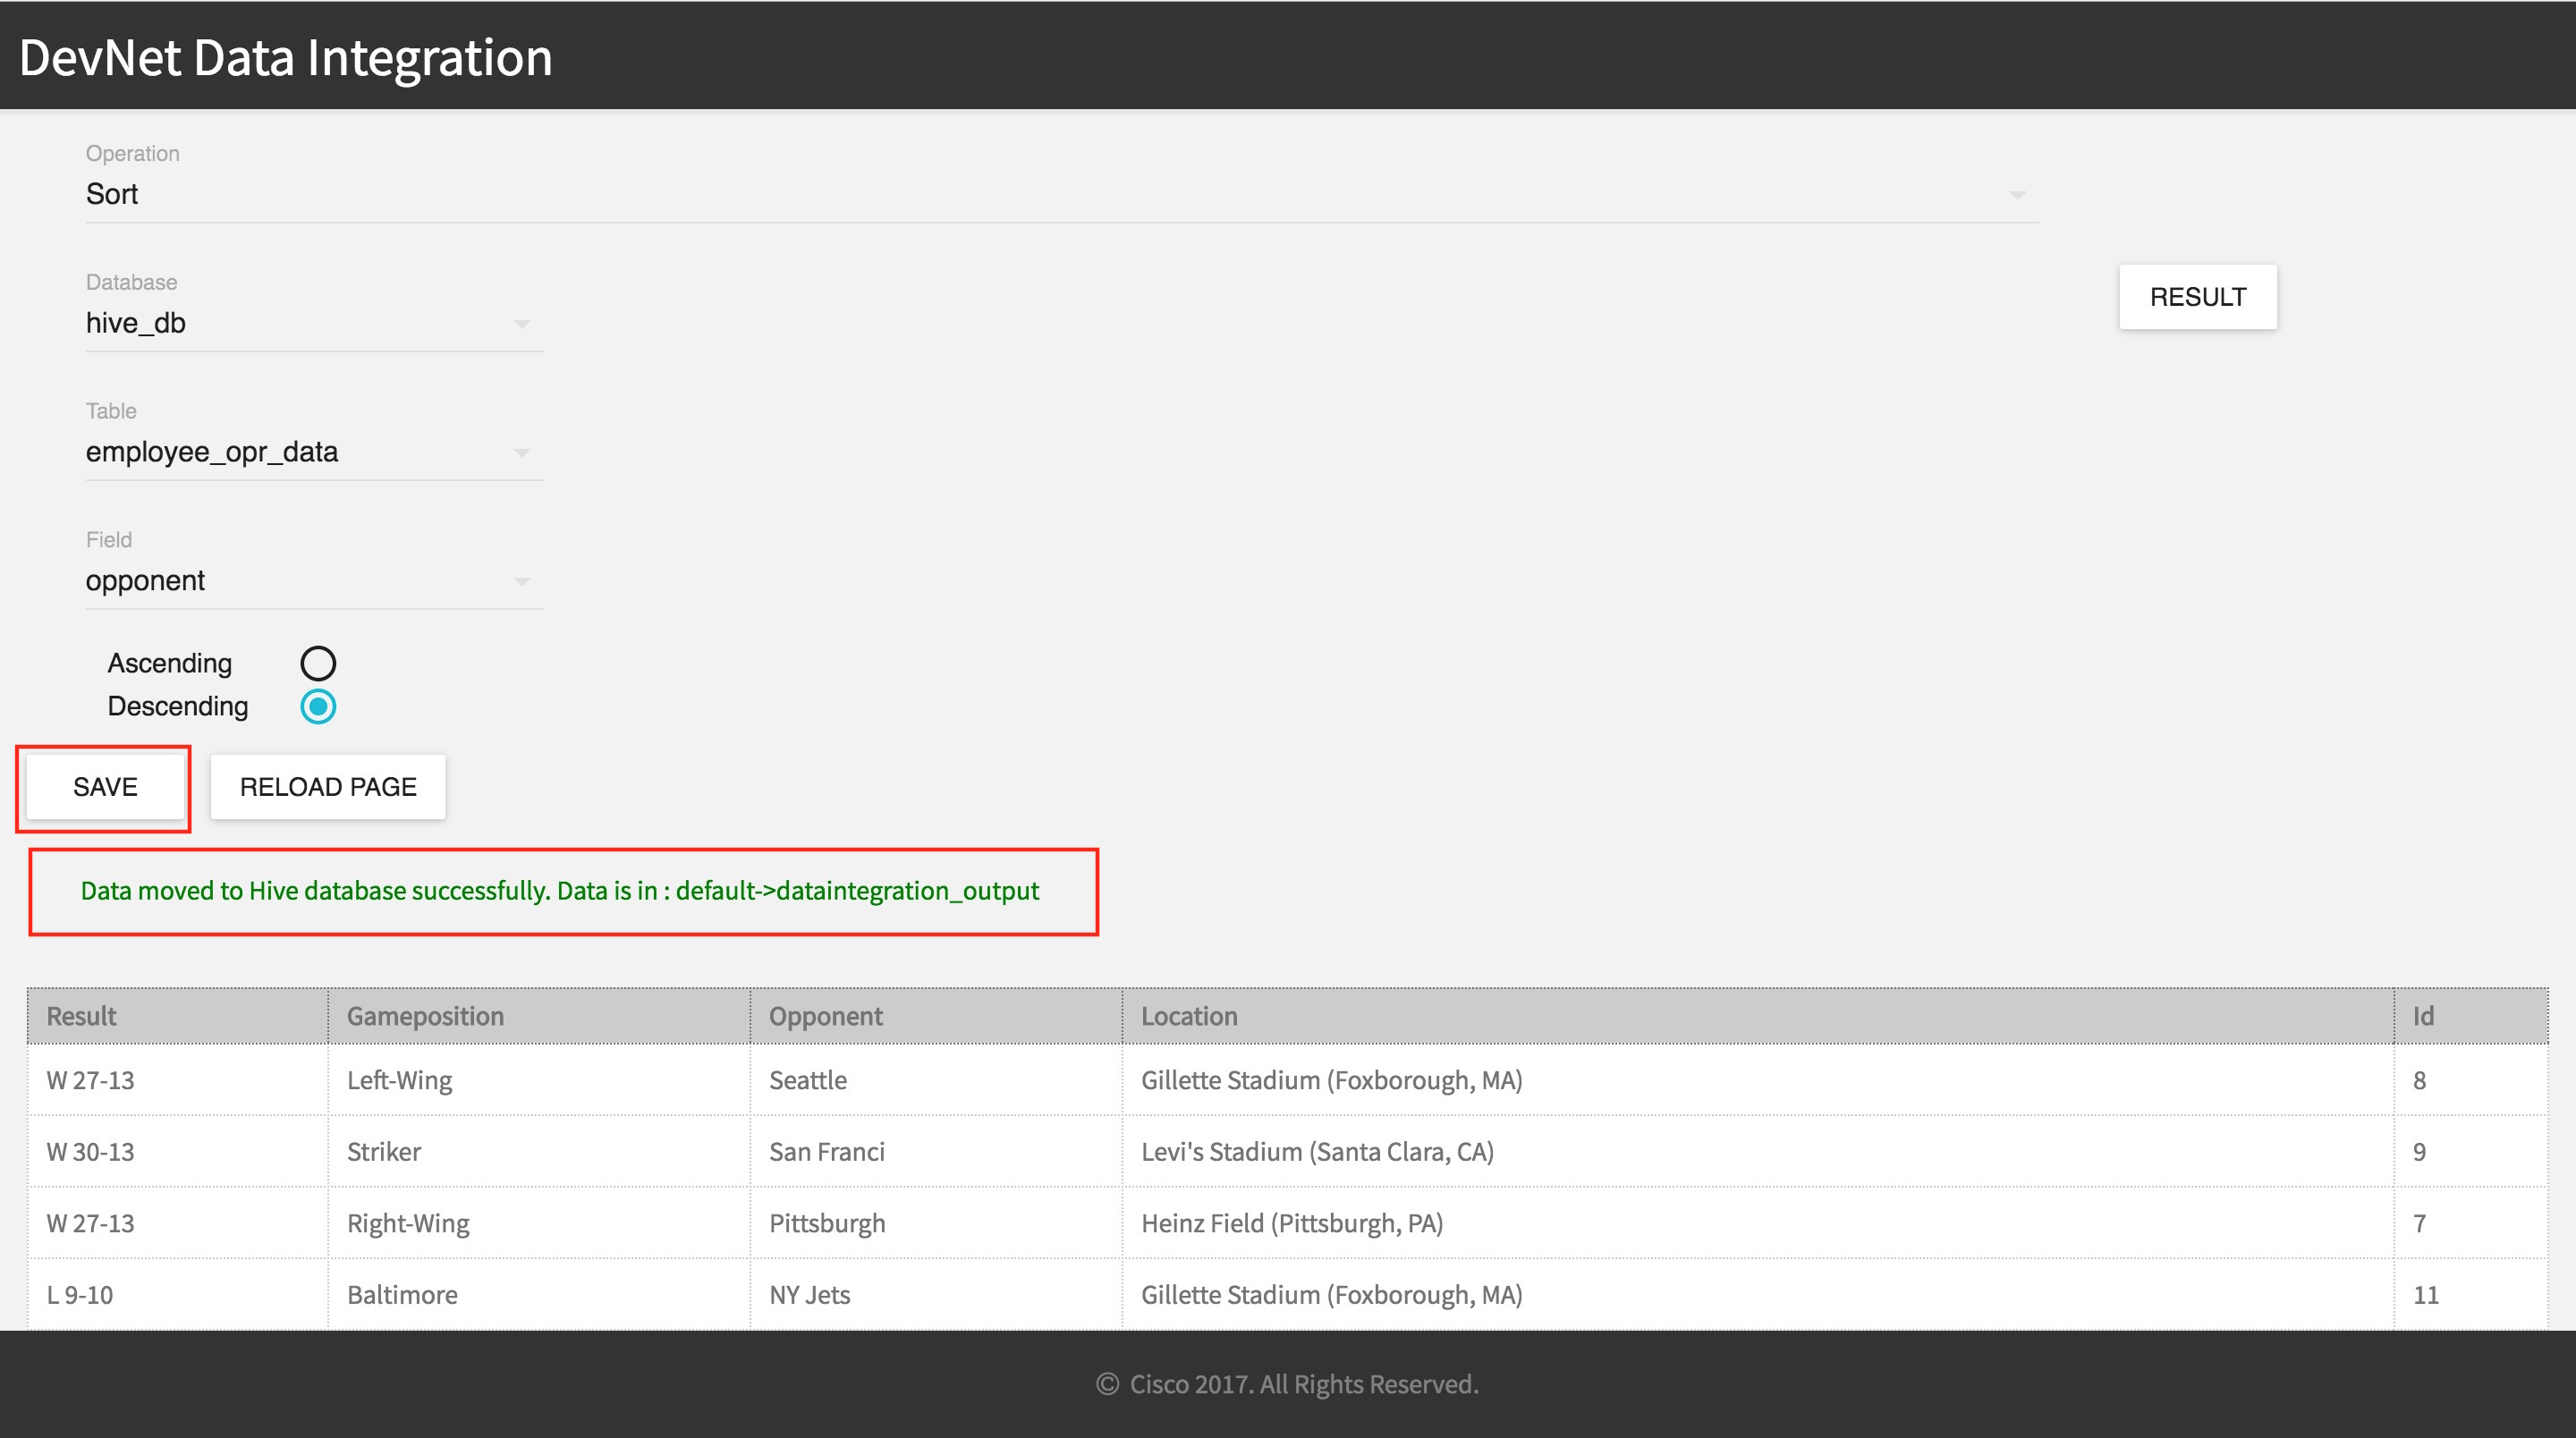 DevNet Data Integration
Operation
Sort
Database
hive_db
RESULT
Table
employee_opr_data
Field
opponent
Ascending
Descending
SAVE RELOAD PAGE
Data moved to Hive database successfully. Data is in : default->dataintegration_output
Result Gameposition Opponent Location Id
W 27-13 Left-Wing Seattle Gillette Stadium (Foxborough, MA) 8
W 30-13 Striker San Franci Levi's Stadium (Santa Clara, CA) 9
W 27-13 Right-Wing Pittsburgh Heinz Field (Pittsburgh, PA) 7
L 9-10 Baltimore NY Jets Gillette Stadium (Foxborough, MA) 11
© Cisco 2017. All Rights Reserved.